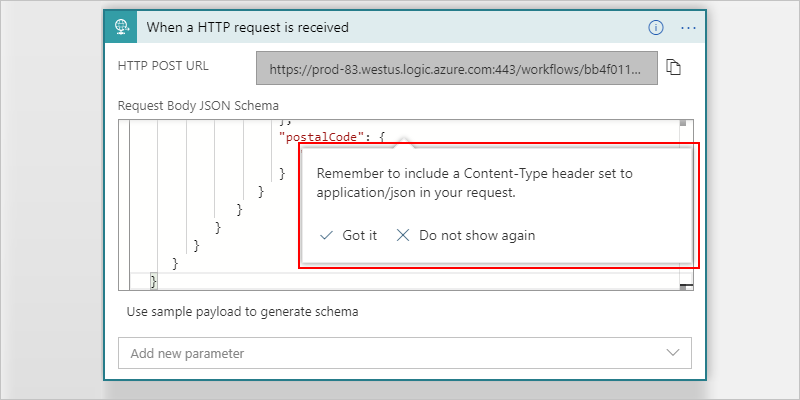 When a HTTP request is received
HTTP POST URL
https://prod-83.westus.logic.azure.com:443/workflows/bb4f011...
Request Body JSON Schema
"postalCode": {
Remember to include a Content-Type header set to
application/json in your request.
}
}
}
}
Got it
Do not show again
}
}
}
Use sample payload to generate schema
Add new parameter